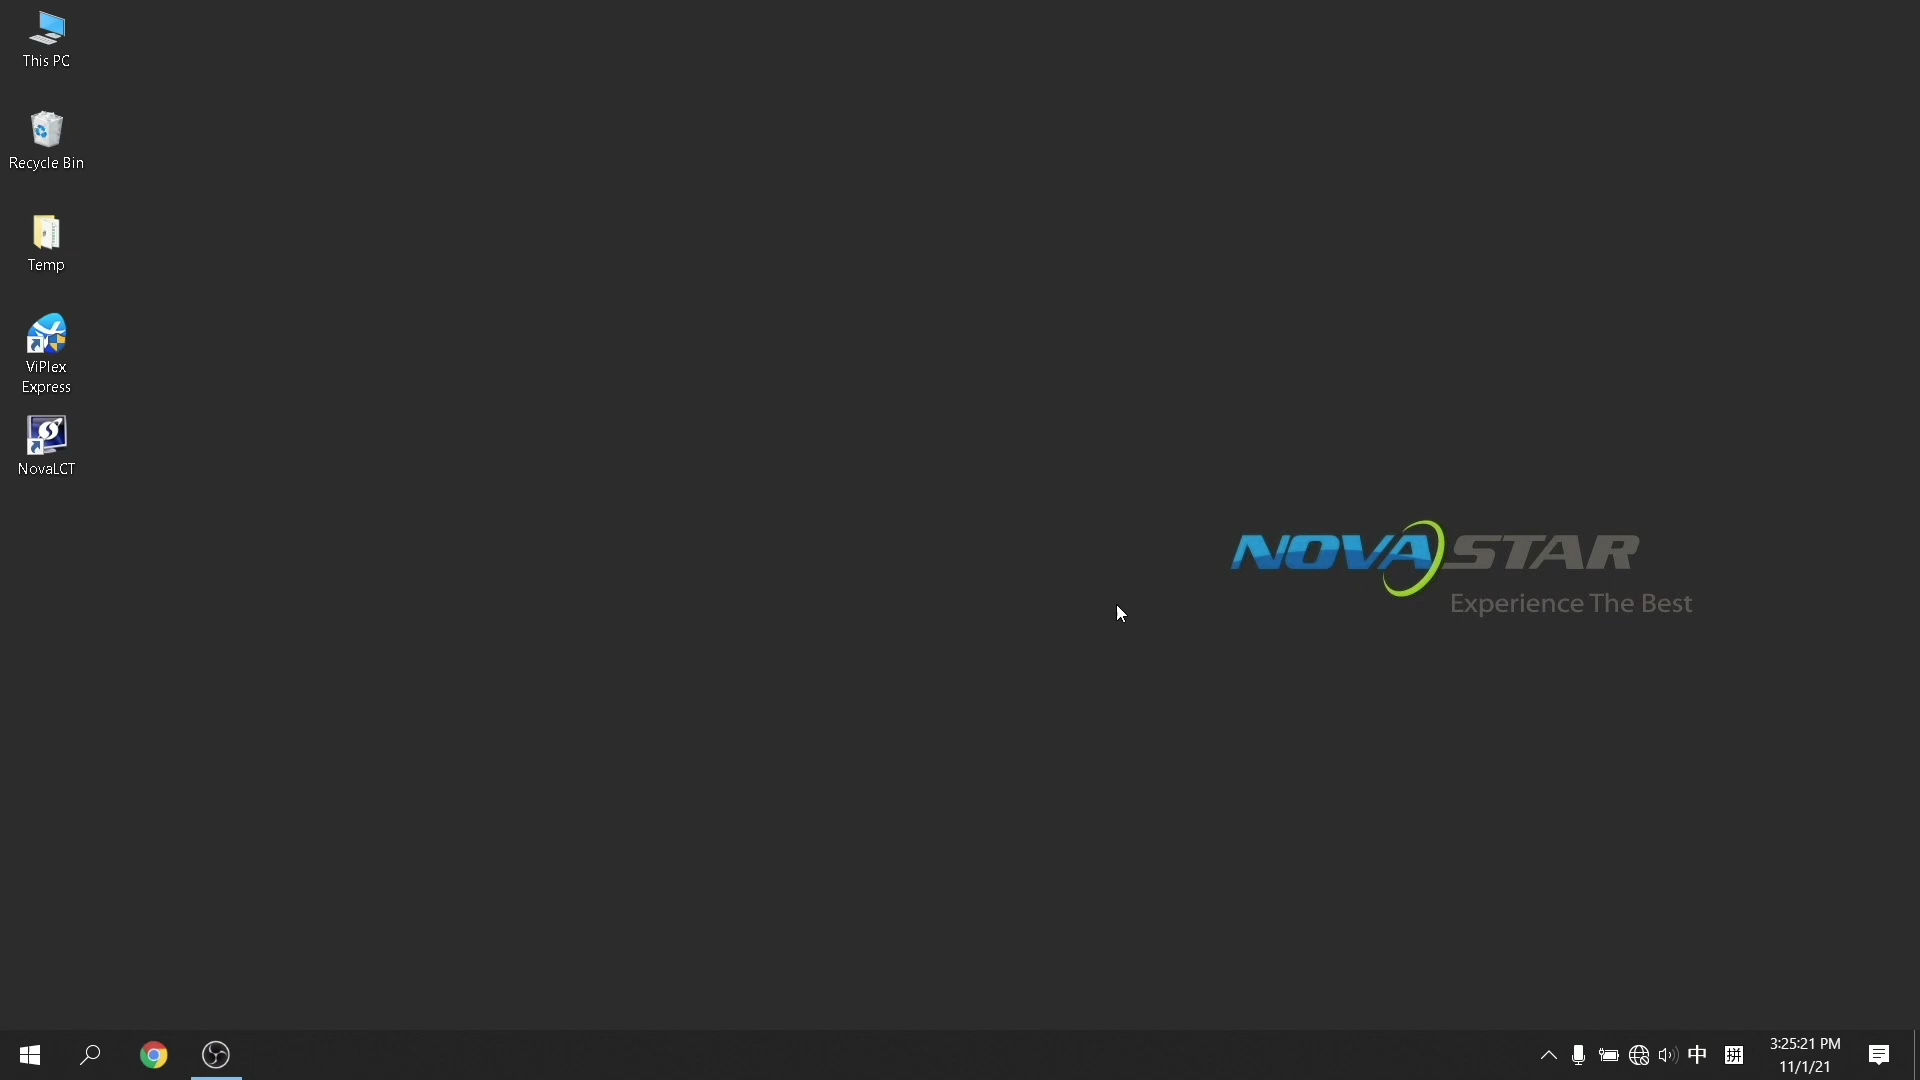 This PC
Recycle Bin
Temp
ViPlex
Express
NovaLCT
NOVASTAR
Experience The Best
中
拼
3:25:21 PM
11/1/21